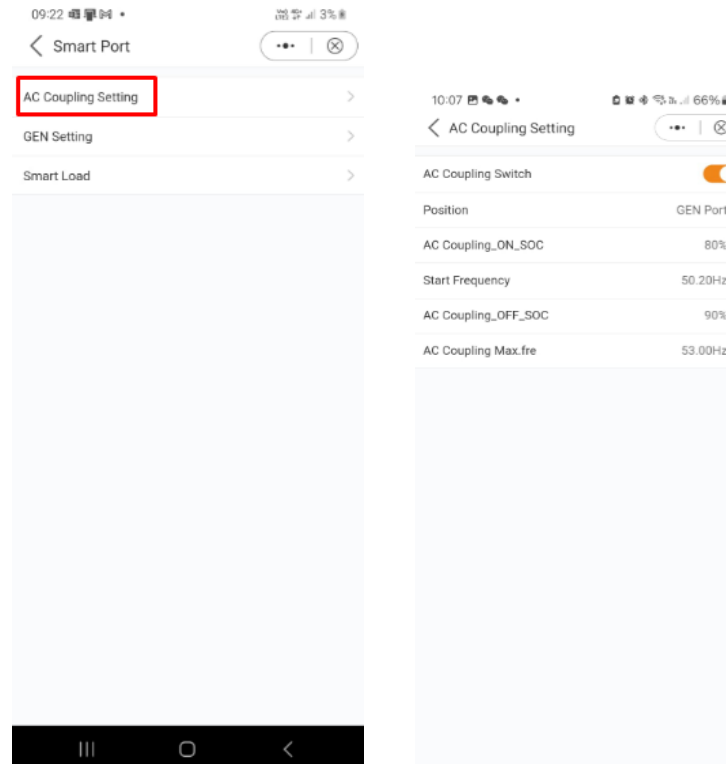 09:22
3%
Smart Port
AC Coupling Setting
GEN Setting
Smart Load
10:07
66%
AC Coupling Setting
AC Coupling Switch
Position GEN Port
AC Coupling_ON_SOC 80%
Start Frequency 50.20Hz
AC Coupling_OFF_SOC 90%
AC Coupling Max.fre 53.00Hz